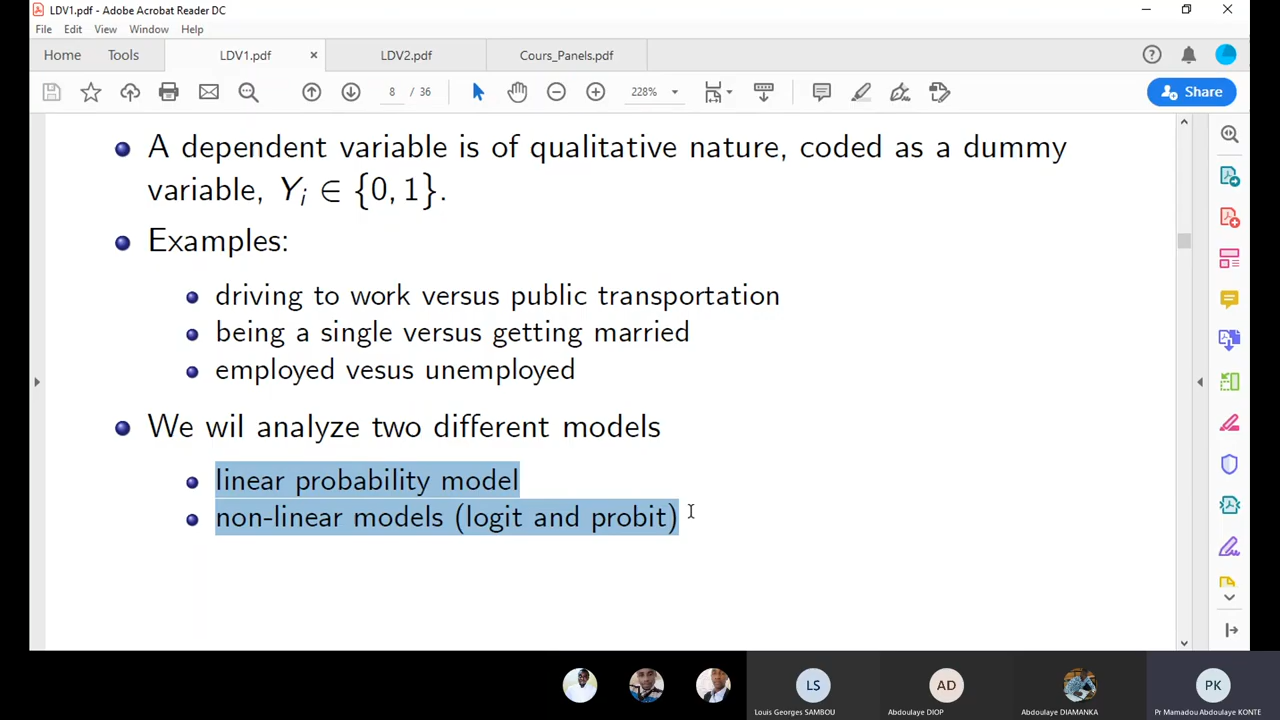 LDV1.pdf - Adobe Acrobat Reader DC
File Edit View Window Help
Home Tools LDV1.pdf × LDV2.pdf Cours_Panels.pdf
8 / 36 228% Share
A dependent variable is of qualitative nature, coded as a dummy
variable, Yi ∈ {0, 1}.
Examples:
driving to work versus public transportation
being a single versus getting married
employed vesus unemployed
We wil analyze two different models
linear probability model
non-linear models (logit and probit)
LS AD PK
Louis Georges SAMBOU Abdoulaye DIOP Abdoulaye DIAMANKA Pr Mamadou Abdoulaye KONTE